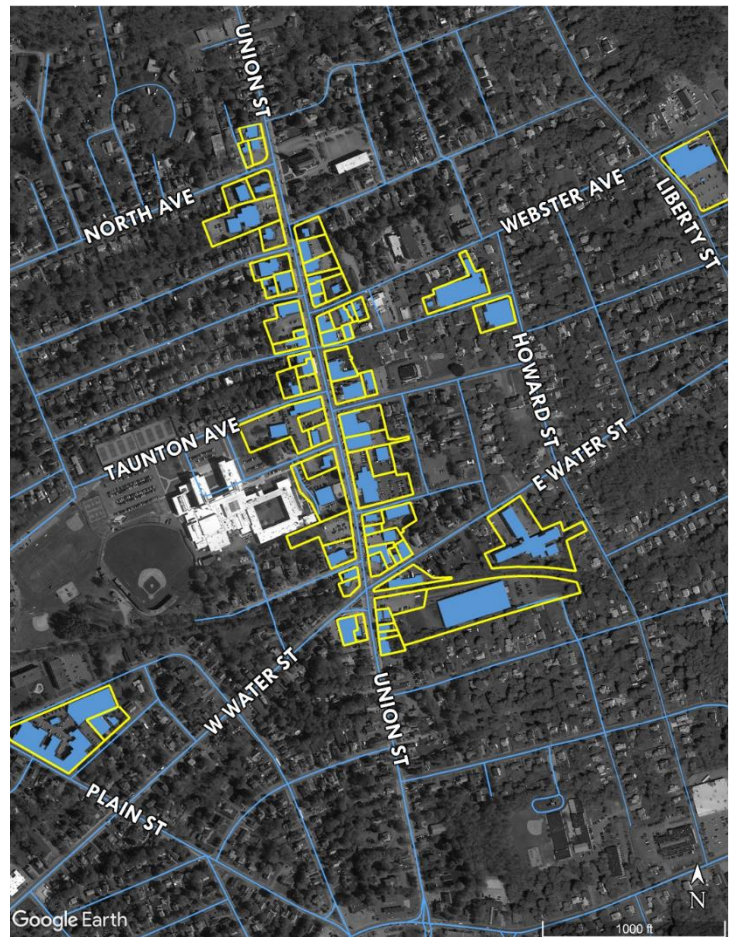 UNION ST
NORTH AVE
WEBSTER AVE
LIBERTY ST
HOWARD ST
TAUNTON AVE
E WATER ST
W WATER ST
UNION ST
PLAIN ST
N
Google Earth
1000 ft